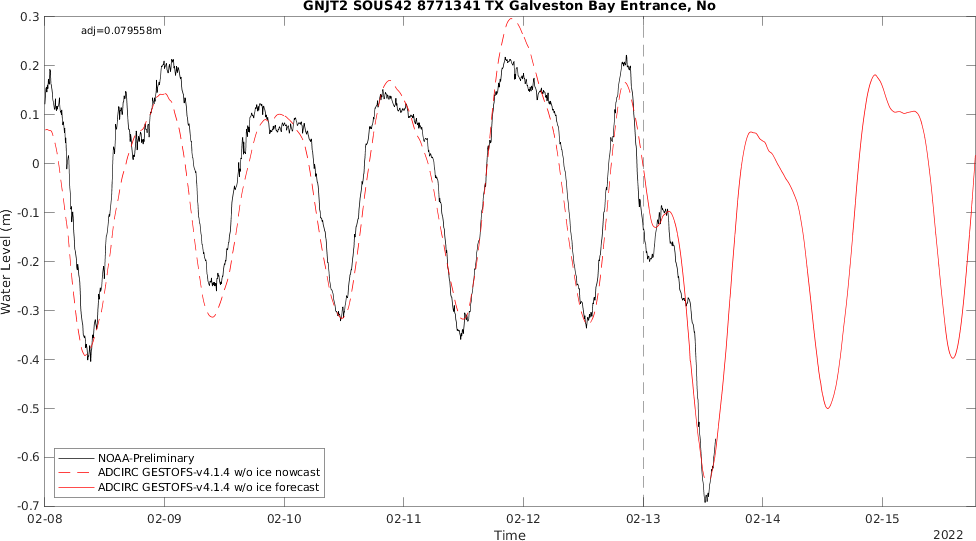 GNJT2 SOUS42 8771341 TX Galveston Bay Entrance, No
adj=0.079558m
0.3
0.2
0.1
0
-0.1
-0.2
-0.3
-0.4
-0.5
-0.6
-0.7
Water Level (m)
NOAA-Preliminary
ADCIRC GESTOFS-v4.1.4 w/o ice nowcast
ADCIRC GESTOFS-v4.1.4 w/o ice forecast
02-08 02-09 02-10 02-11 02-12 02-13 02-14 02-15
Time
2022